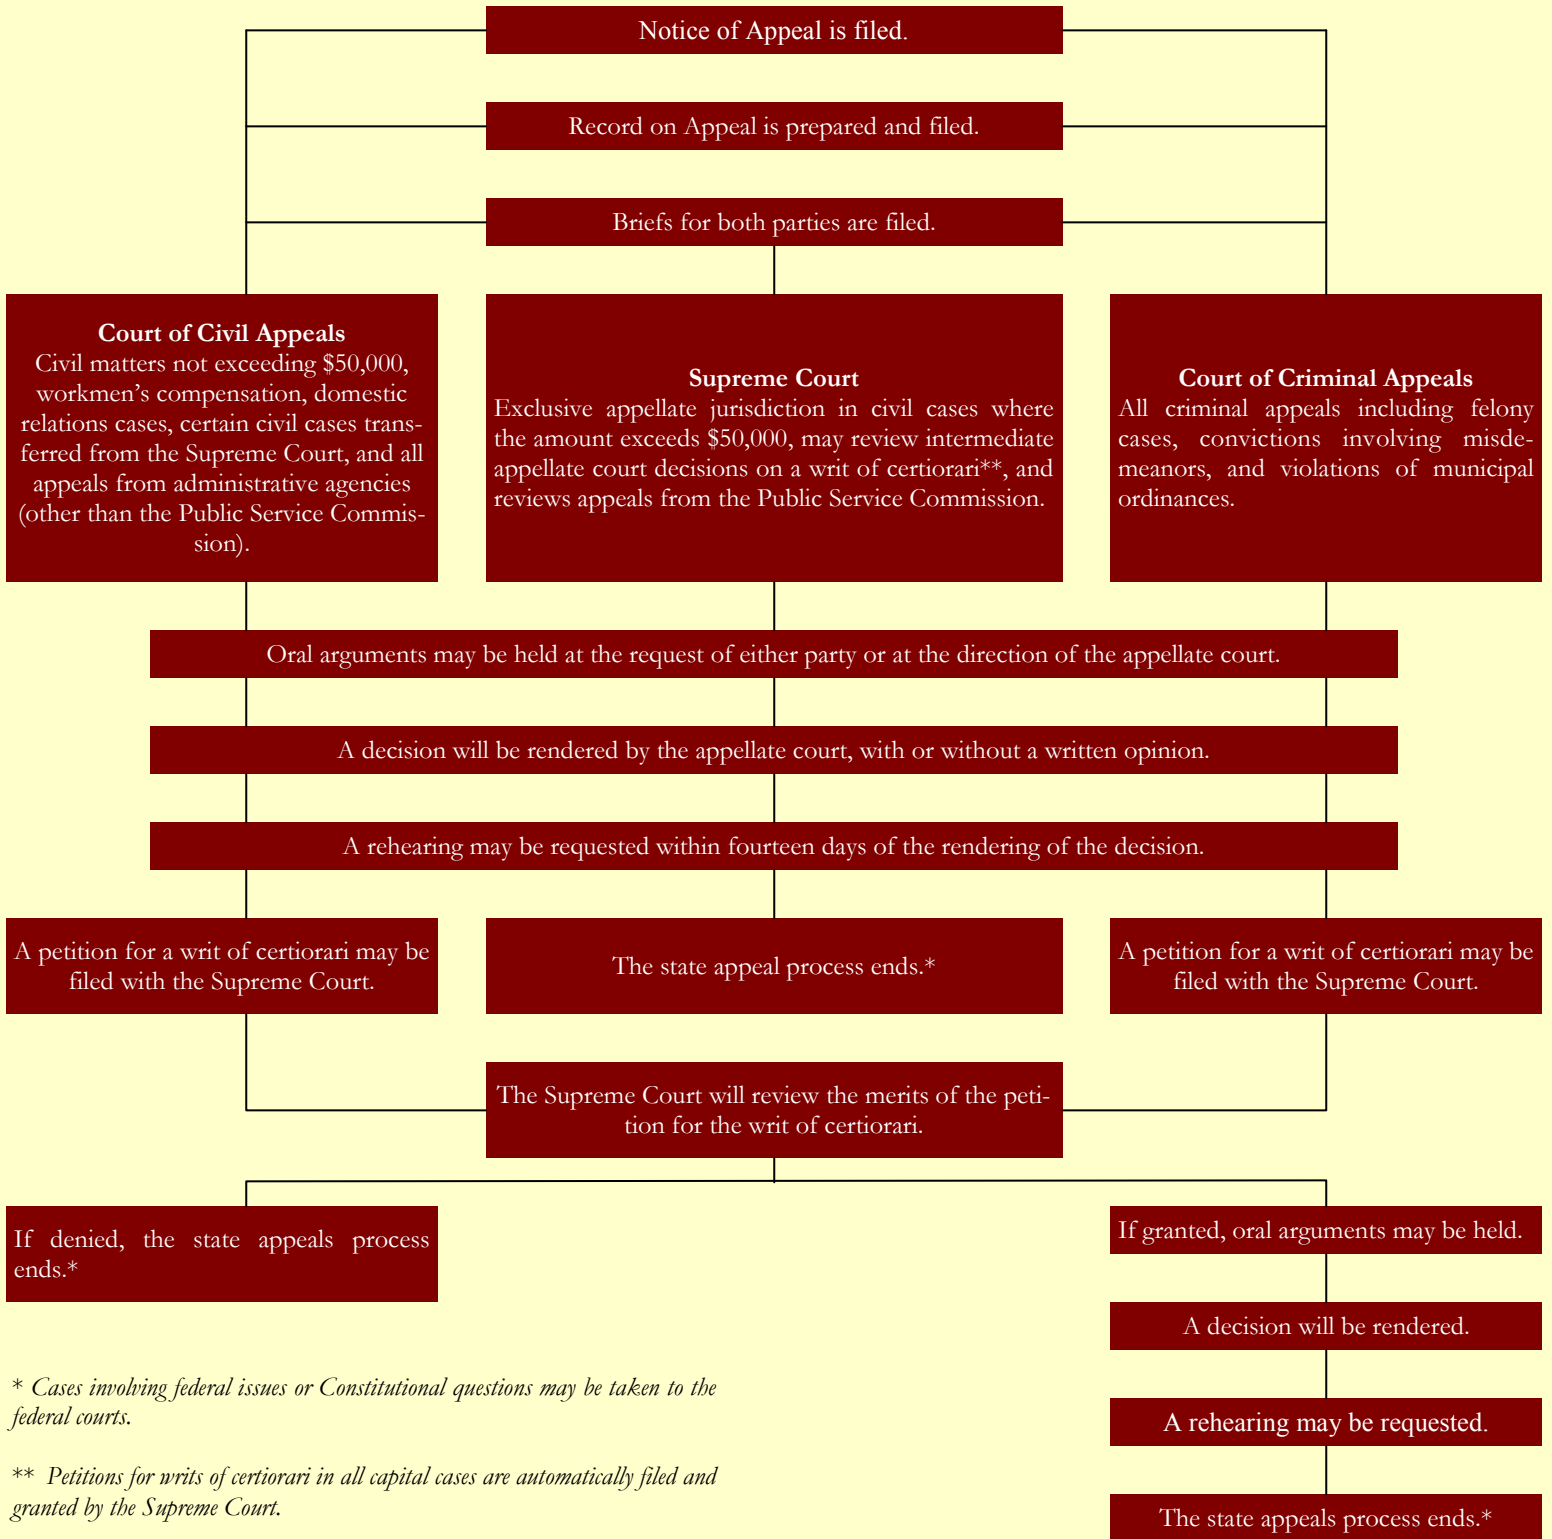 Notice of Appeal is filed.
Record on Appeal is prepared and filed.
Briefs for both parties are filed.
Court of Civil Appeals
Civil matters not exceeding $50,000,
workmen's compensation, domestic
relations cases, certain civil cases trans-
ferred from the Supreme Court, and all
appeals from administrative agencies
(other than the Public Service Commis-
sion).
Supreme Court
Exclusive appellate jurisdiction in civil cases where
the amount exceeds $50,000, may review intermediate
appellate court decisions on a writ of certiorari**, and
reviews appeals from the Public Service Commission.
Court of Criminal Appeals
All criminal appeals including felony
cases, convictions involving misde-
meanors, and violations of municipal
ordinances.
Oral arguments may be held at the request of either party or at the direction of the appellate court.
A decision will be rendered by the appellate court, with or without a written opinion.
A rehearing may be requested within fourteen days of the rendering of the decision.
A petition for a writ of certiorari may be
filed with the Supreme Court.
The state appeal process ends.*
A petition for a writ of certiorari may be
filed with the Supreme Court.
The Supreme Court will review the merits of the peti-
tion for the writ of certiorari.
If denied, the state appeals process
ends.*
If granted, oral arguments may be held.
A decision will be rendered.
A rehearing may be requested.
The state appeals process ends.*
* Cases involving federal issues or Constitutional questions may be taken to the
federal courts.
** Petitions for writs of certiorari in all capital cases are automatically filed and
granted by the Supreme Court.